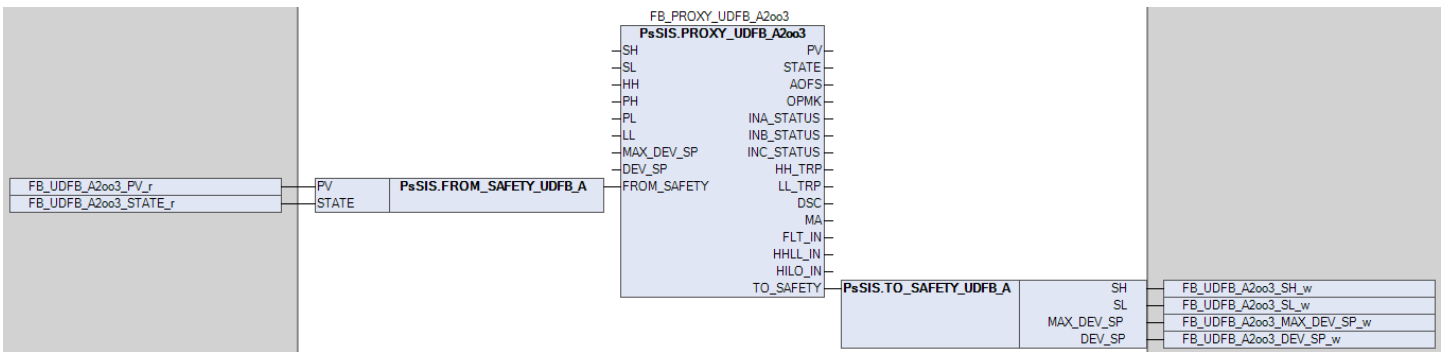 FB_PROXY_UDFB_A2oo3
PsSIS.PROXY_UDFB_A2oo3
SH PV
SL STATE
HH AOFS
PH OPMK
PL INA_STATUS
LL INB_STATUS
MAX_DEV_SP INC_STATUS
DEV_SP HH_TRP
FB_UDFB_A2oo3_PV_r PV PsSIS.FROM_SAFETY_UDFB_A FROM_SAFETY LL_TRP
FB_UDFB_A2oo3_STATE_r STATE DSC
MA
FLT_IN
HHLL_IN
HILO_IN
TO_SAFETY PsSIS.TO_SAFETY_UDFB_A SH FB_UDFB_A2oo3_SH_w
SL FB_UDFB_A2oo3_SL_w
MAX_DEV_SP FB_UDFB_A2oo3_MAX_DEV_SP_w
DEV_SP FB_UDFB_A2oo3_DEV_SP_w